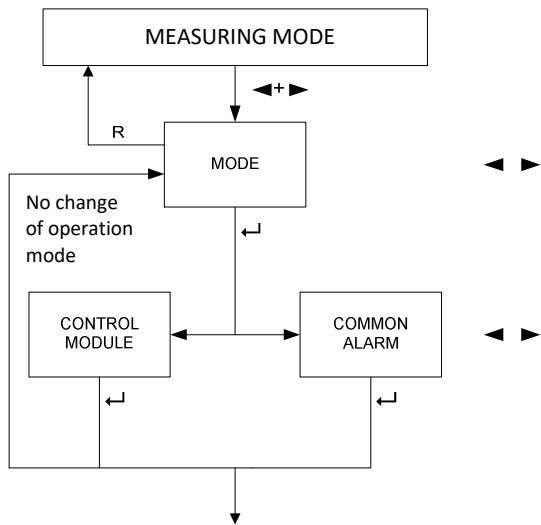 MEASURING MODE
◄+►
R
MODE
◄ ►
No change
of operation
mode
↵
CONTROL
MODULE
COMMON
ALARM
◄ ►
↵
↵